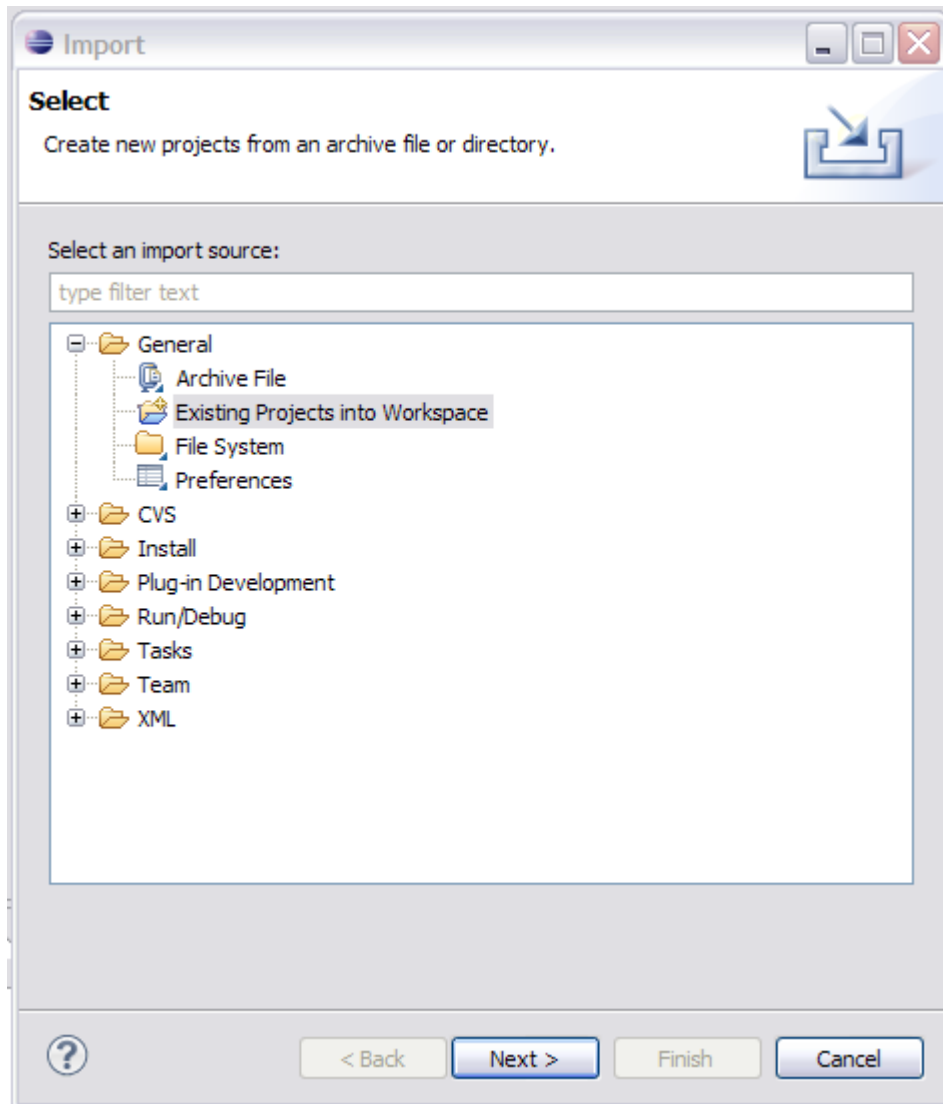 Import
Select
Create new projects from an archive file or directory.
Select an import source:
type filter text
General
Archive File
Existing Projects into Workspace
File System
Preferences
CVS
Install
Plug-in Development
Run/Debug
Tasks
Team
XML
?
< Back
Next >
Finish
Cancel